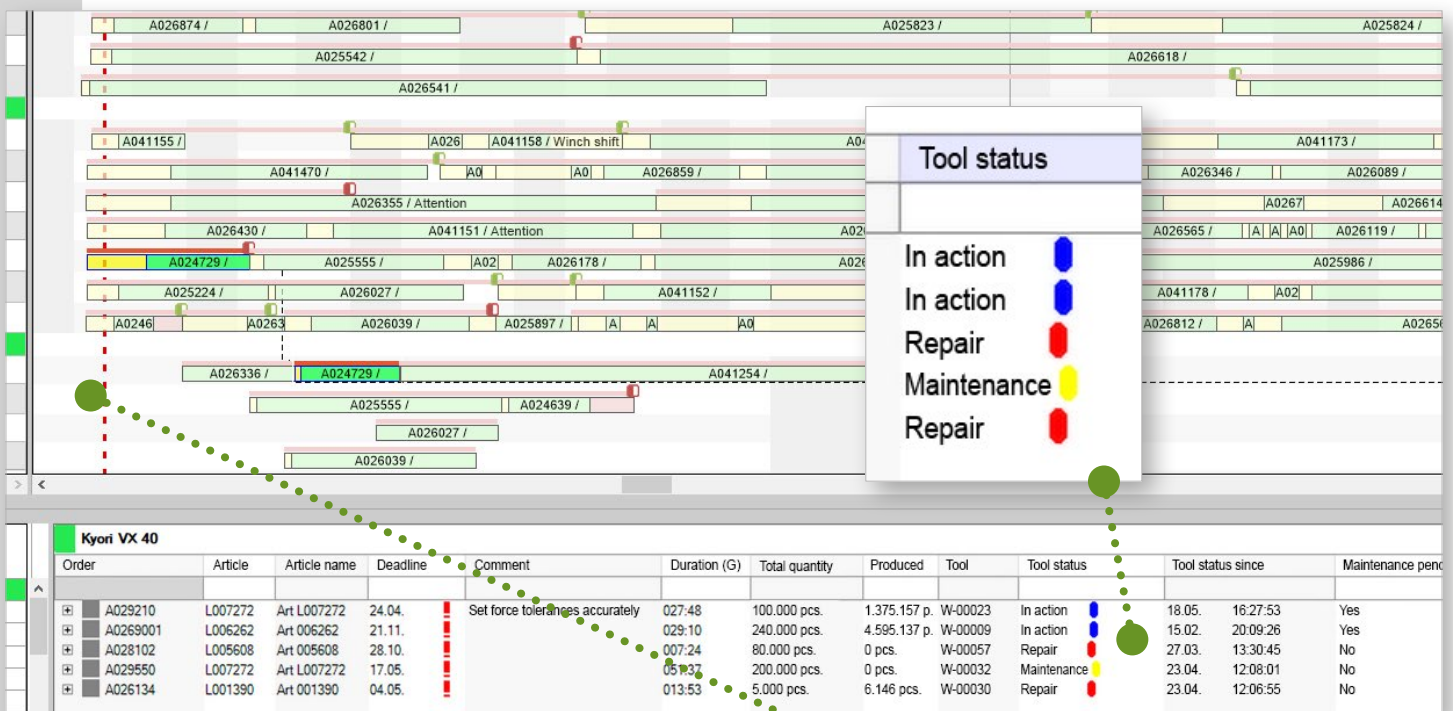 A026874 / A026801 / A025823 / A025824 /
A025542 / A026618 /
A026541 /
A041155 / A026 A041158 / Winch shift A04 A041173 /
A041470 / A0 A0 A026859 / A026346 / A026089 /
A026355 / Attention A0267 A026614
A026430 / A041151 / Attention A02 A026565 / A A A0 A026119 /
A024729 / A025555 / A02 A026178 / A026 A025986 /
A025224 / A026027 / A041152 / A041178 / A02
A0246 A0263 A026039 / A025897 / A A A0 A026812 / A A02656
A026336 / A024729 / A041254 /
A025555 / A024639 /
A026027 /
A026039 /
Tool status
In action
In action
Repair
Maintenance
Repair
Kyori VX 40
Order Article Article name Deadline Comment Duration (G) Total quantity Produced Tool Tool status Tool status since Maintenance pend
A029210 L007272 Art L007272 24.04. Set force tolerances accurately 027:48 100.000 pcs. 1.375.157 p. W-00023 In action 18.05. 16:27:53 Yes
A0269001 L006262 Art 006262 21.11. 029:10 240.000 pcs. 4.595.137 p. W-00009 In action 15.02. 20:09:26 Yes
A028102 L005608 Art 005608 28.10. 007:24 80.000 pcs. 0 pcs. W-00057 Repair 27.03. 13:30:45 No
A029550 L007272 Art L007272 17.05. 051:37 200.000 pcs. 0 pcs. W-00032 Maintenance 23.04. 12:08:01 No
A026134 L001390 Art 001390 04.05. 013:53 5.000 pcs. 6.146 pcs. W-00030 Repair 23.04. 12:06:55 No